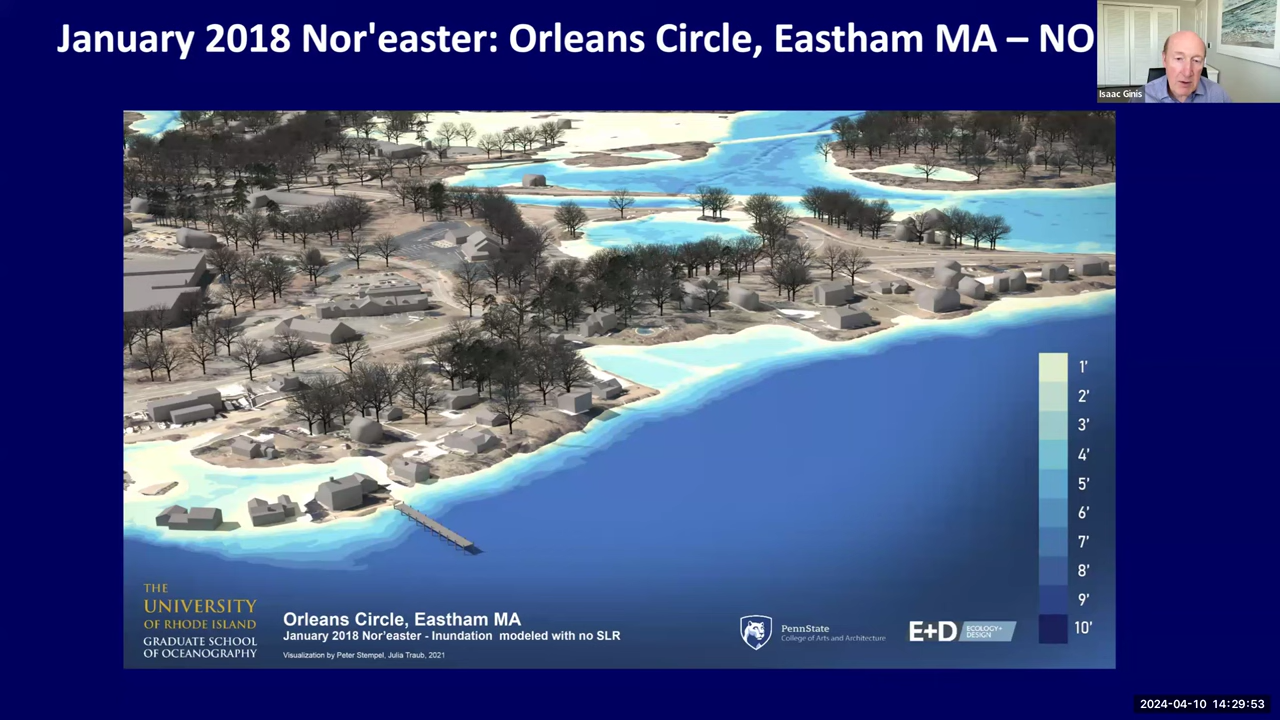 January 2018 Nor'easter: Orleans Circle, Eastham MA – NO
Isaac Ginis
1'
2'
3'
4'
5'
6'
7'
8'
9'
10'
THE
UNIVERSITY
OF RHODE ISLAND
GRADUATE SCHOOL
OF OCEANOGRAPHY
Orleans Circle, Eastham MA
January 2018 Nor'easter - Inundation modeled with no SLR
Visualization by Peter Stempel, Julia Traub, 2021
PennState
College of Arts and Architecture
E+D ECOLOGY+
DESIGN
2024-04-10 14:29:53